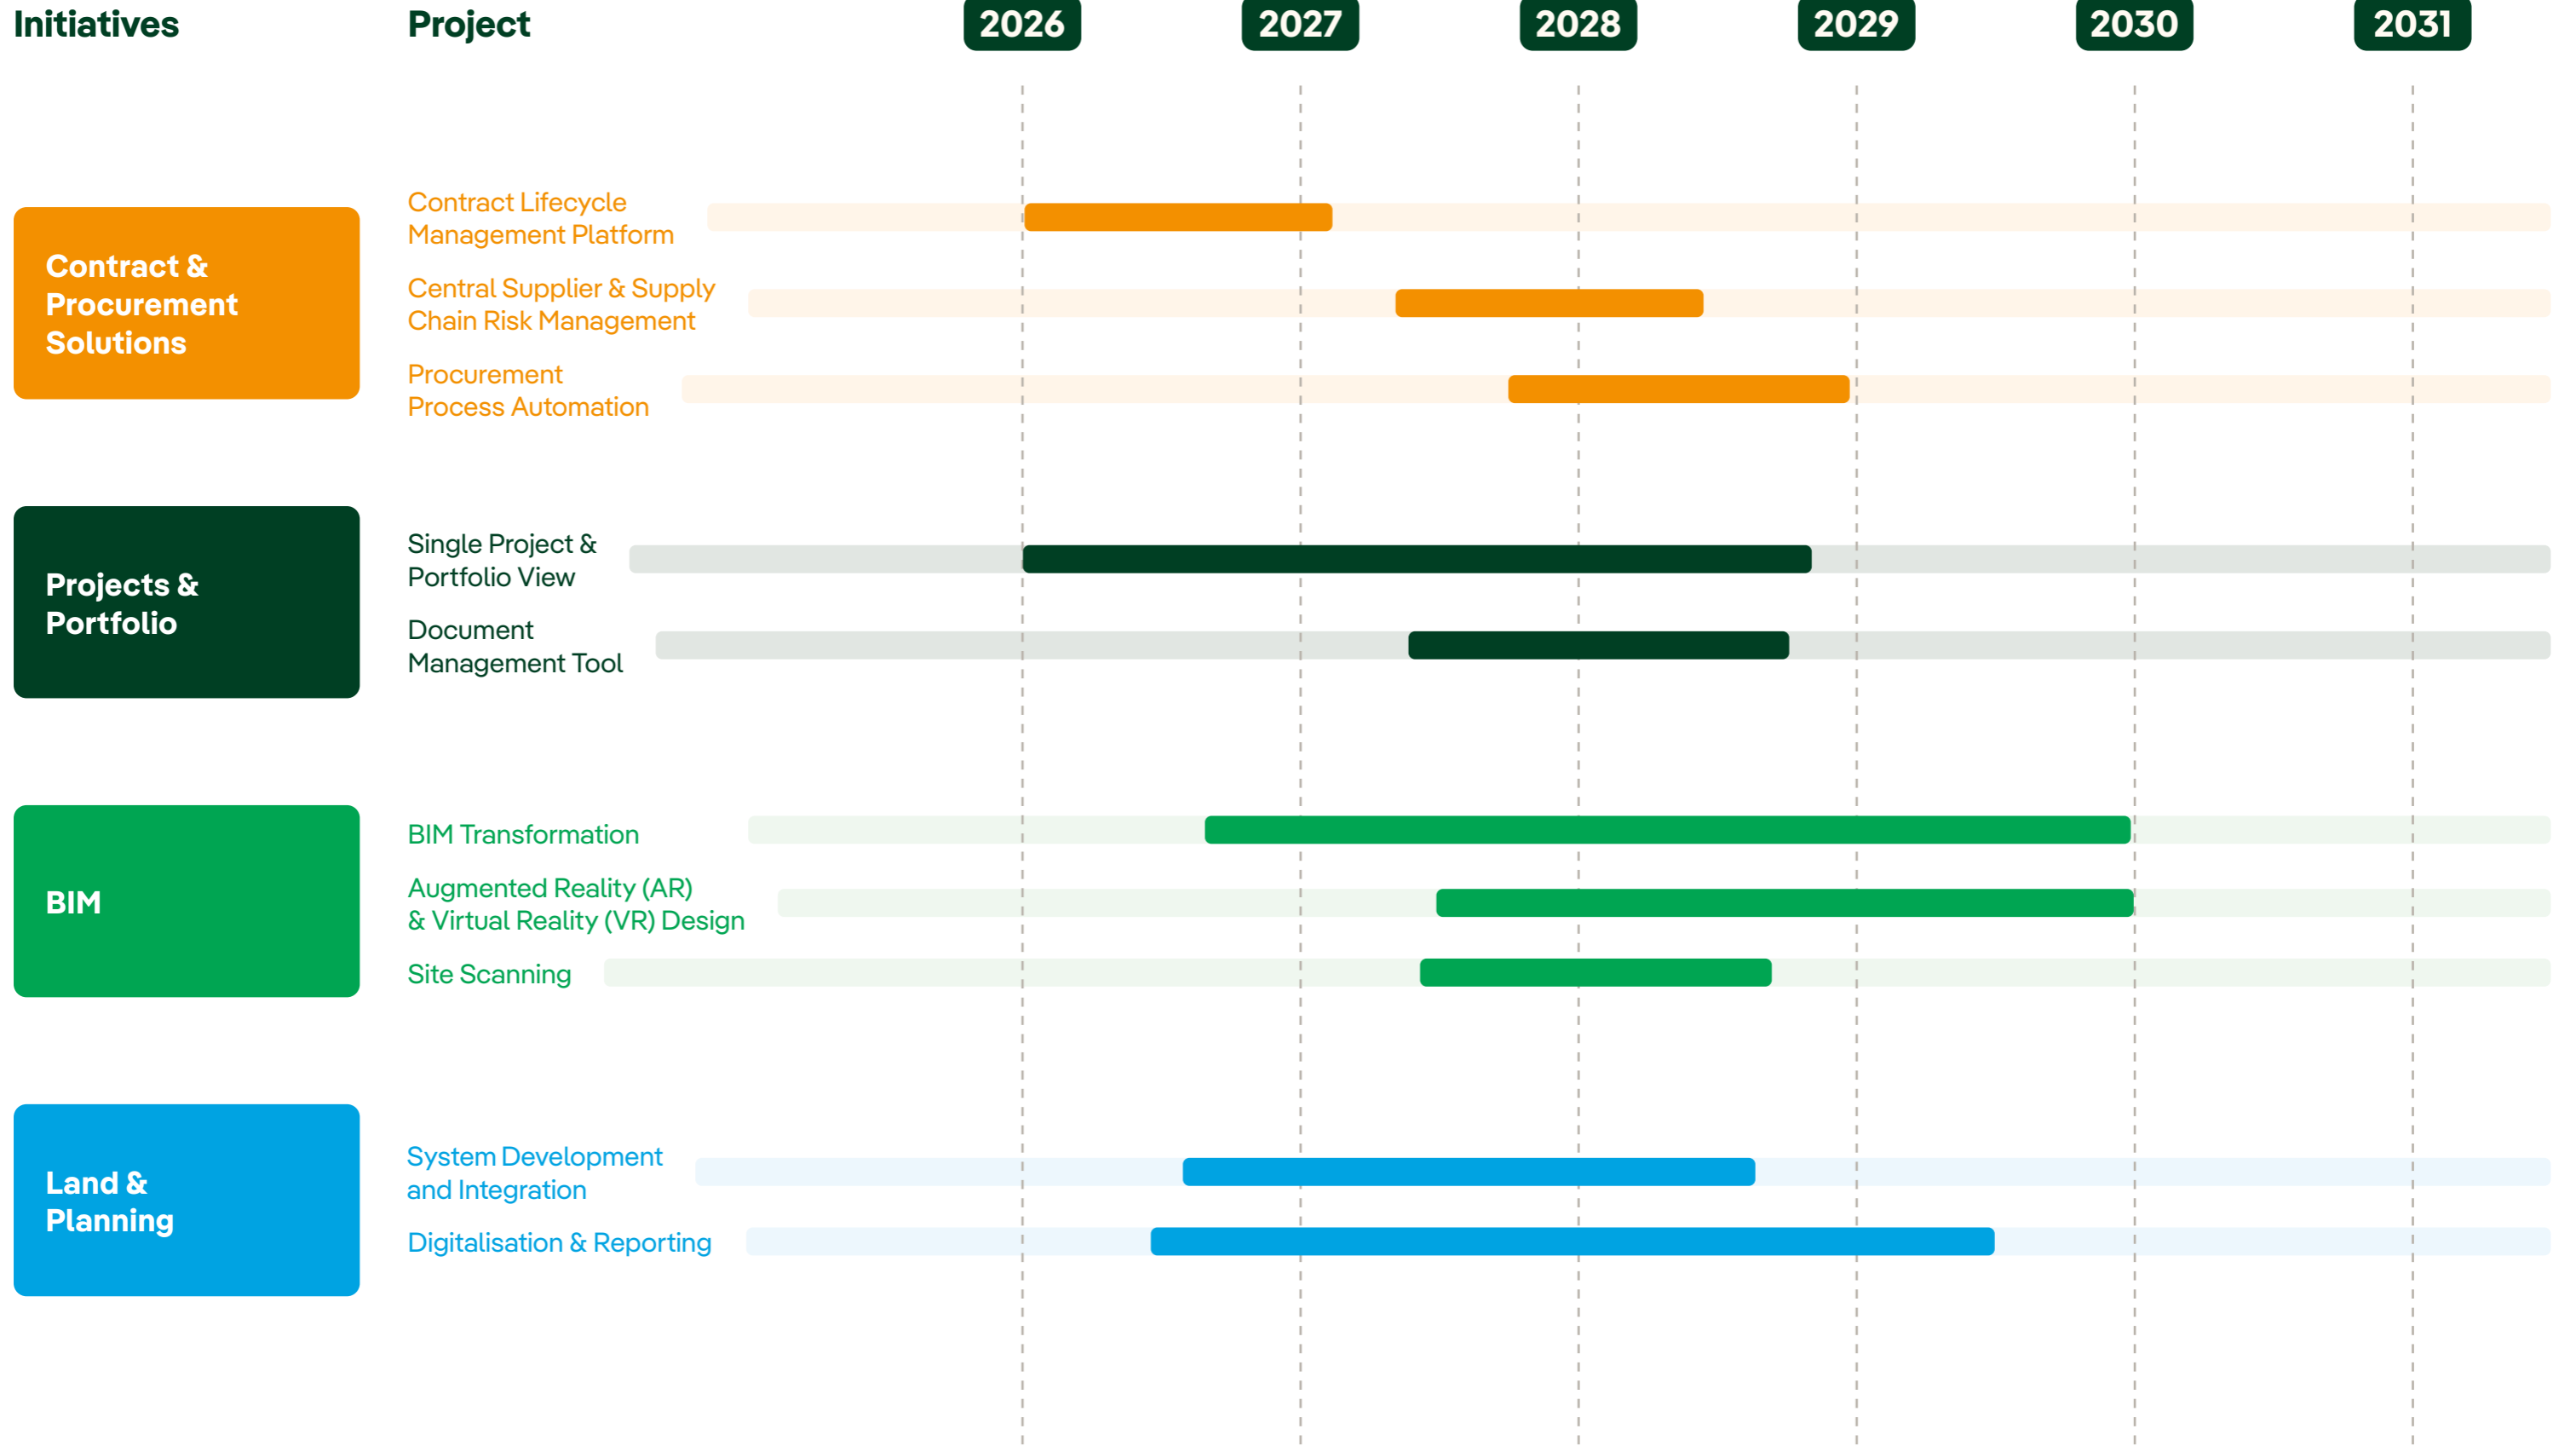 Initiatives
Project
2026
2027
2028
2029
2030
2031
Contract &
Procurement
Solutions
Contract Lifecycle
Management Platform
Central Supplier & Supply
Chain Risk Management
Procurement
Process Automation
Projects &
Portfolio
Single Project &
Portfolio View
Document
Management Tool
BIM
BIM Transformation
Augmented Reality (AR)
& Virtual Reality (VR) Design
Site Scanning
Land &
Planning
System Development
and Integration
Digitalisation & Reporting